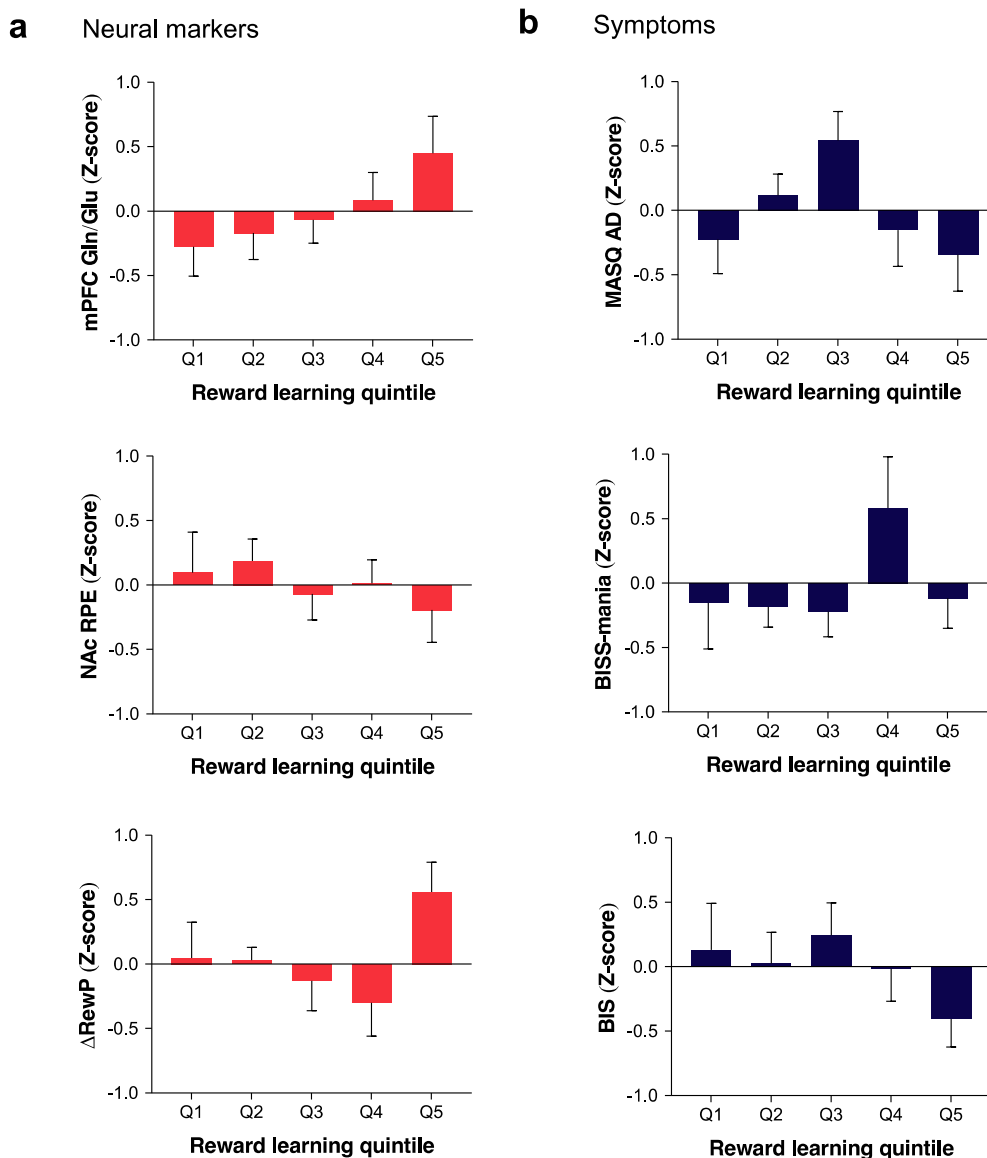 a Neural markers
mPFC Gln/Glu (Z-score)
1.0
0.5
0.0
-0.5
-1.0
Q1 Q2 Q3 Q4 Q5
Reward learning quintile
NAc RPE (Z-score)
1.0
0.5
0.0
-0.5
-1.0
Q1 Q2 Q3 Q4 Q5
Reward learning quintile
ΔRewP (Z-score)
1.0
0.5
0.0
-0.5
-1.0
Q1 Q2 Q3 Q4 Q5
Reward learning quintile
b Symptoms
MASQ AD (Z-score)
1.0
0.5
0.0
-0.5
-1.0
Q1 Q2 Q3 Q4 Q5
Reward learning quintile
BISS-mania (Z-score)
1.0
0.5
0.0
-0.5
-1.0
Q1 Q2 Q3 Q4 Q5
Reward learning quintile
BIS (Z-score)
1.0
0.5
0.0
-0.5
-1.0
Q1 Q2 Q3 Q4 Q5
Reward learning quintile